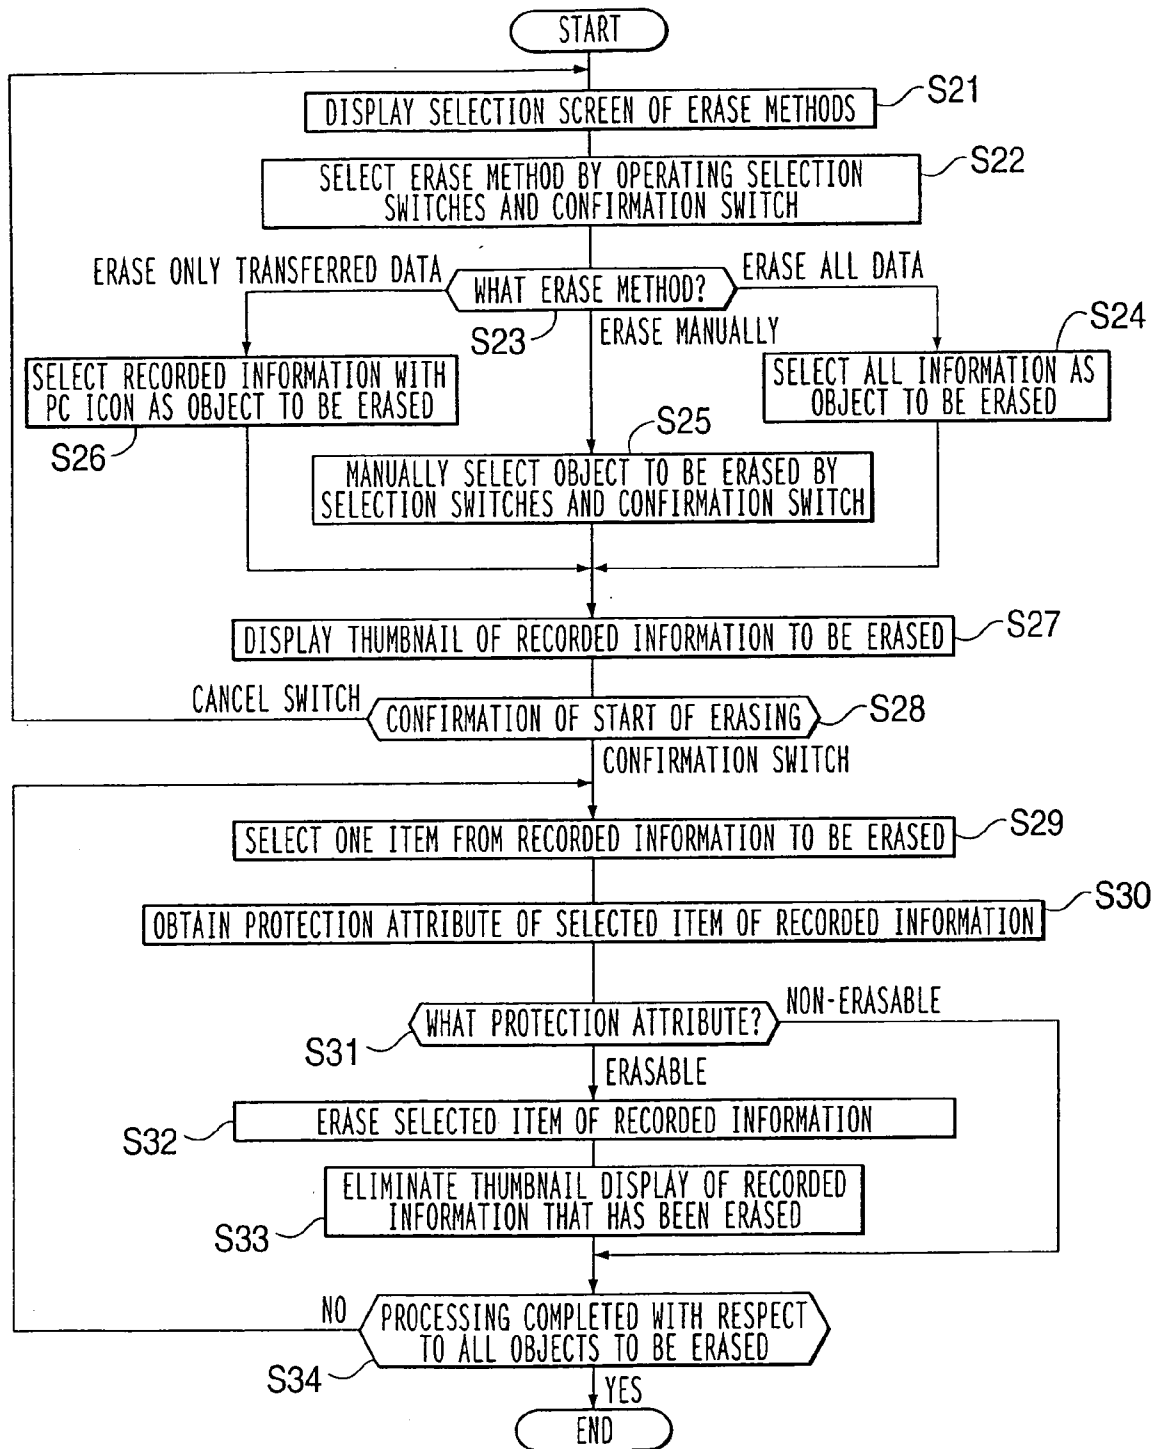 START
DISPLAY SELECTION SCREEN OF ERASE METHODS
S21
SELECT ERASE METHOD BY OPERATING SELECTION
SWITCHES AND CONFIRMATION SWITCH
S22
ERASE ONLY TRANSFERRED DATA
WHAT ERASE METHOD?
ERASE ALL DATA
S23
ERASE MANUALLY
S24
SELECT RECORDED INFORMATION WITH
PC ICON AS OBJECT TO BE ERASED
S26
SELECT ALL INFORMATION AS
OBJECT TO BE ERASED
S25
MANUALLY SELECT OBJECT TO BE ERASED BY
SELECTION SWITCHES AND CONFIRMATION SWITCH
DISPLAY THUMBNAIL OF RECORDED INFORMATION TO BE ERASED
S27
CANCEL SWITCH
CONFIRMATION OF START OF ERASING
S28
CONFIRMATION SWITCH
SELECT ONE ITEM FROM RECORDED INFORMATION TO BE ERASED
S29
OBTAIN PROTECTION ATTRIBUTE OF SELECTED ITEM OF RECORDED INFORMATION
S30
WHAT PROTECTION ATTRIBUTE?
NON-ERASABLE
S31
ERASABLE
ERASE SELECTED ITEM OF RECORDED INFORMATION
S32
ELIMINATE THUMBNAIL DISPLAY OF RECORDED
INFORMATION THAT HAS BEEN ERASED
S33
NO
PROCESSING COMPLETED WITH RESPECT
TO ALL OBJECTS TO BE ERASED
S34
YES
END